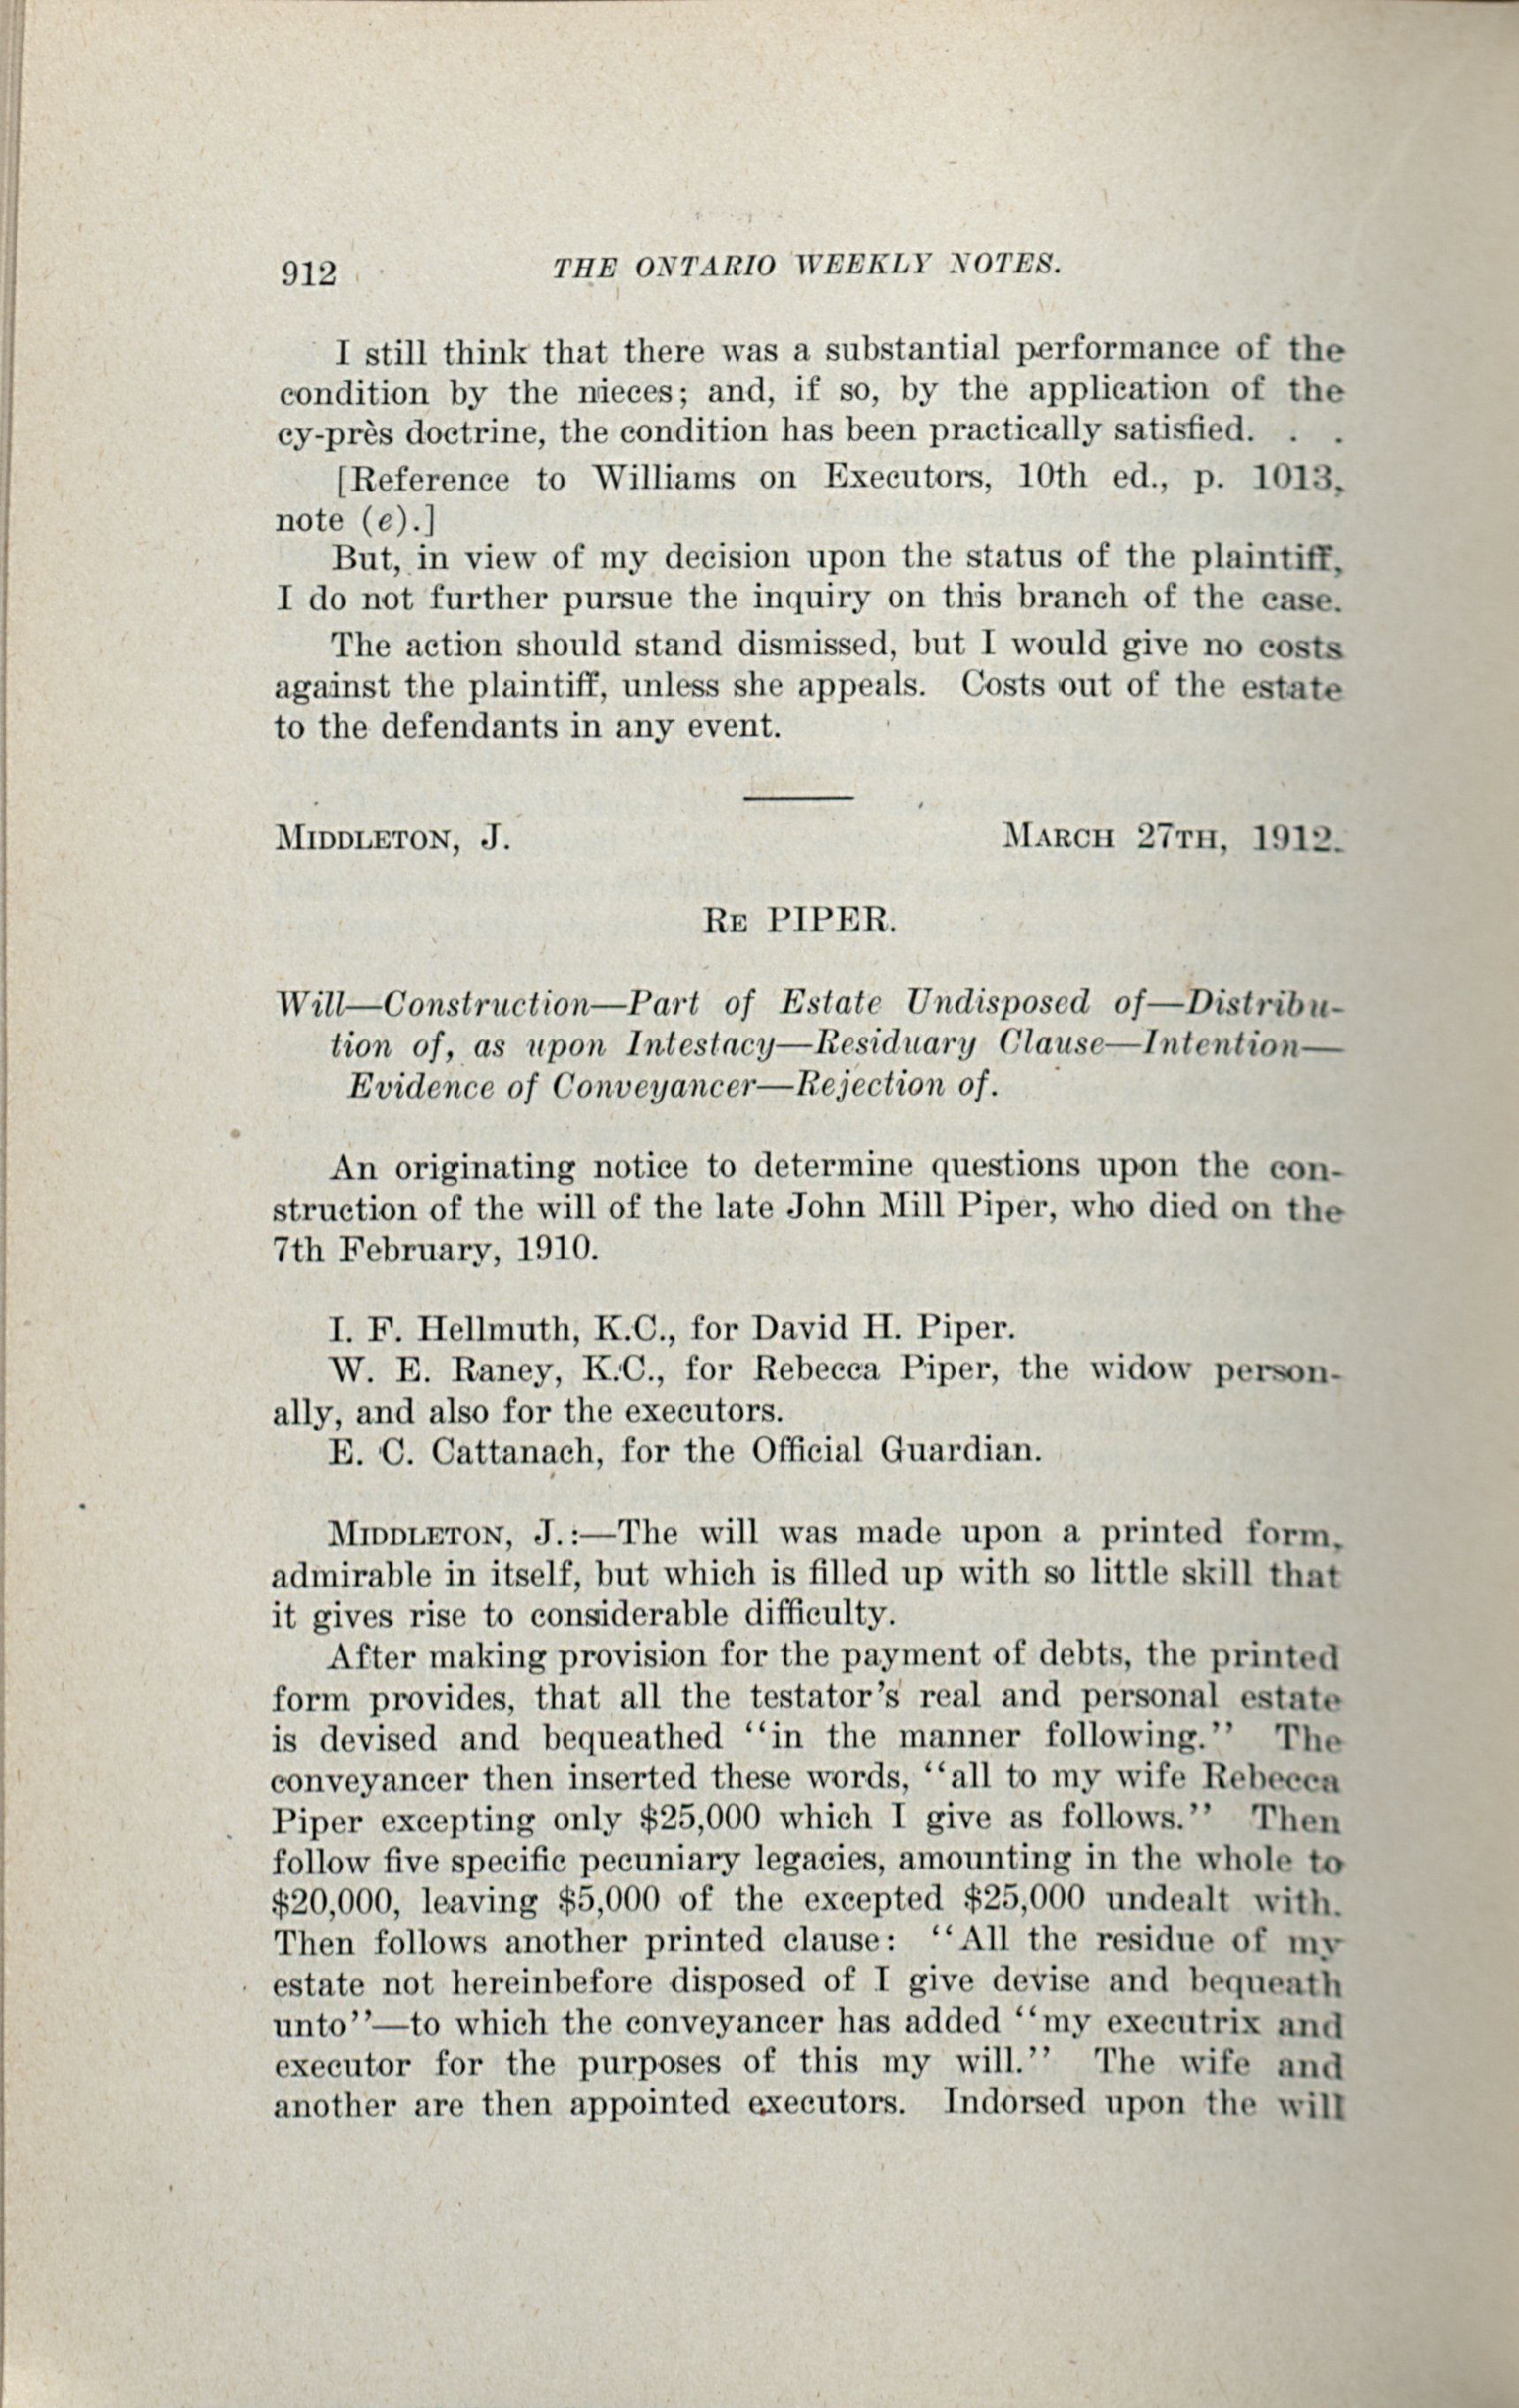 912 THE ONTARIO WEEKLY NOTES.
I still think that there was a substantial performance of the
condition by the nieces; and, if so, by the application of the
cy-près doctrine, the condition has been practically satisfied. . .
[Reference to Williams on Executors, 10th ed., p. 1013,
note (e).]
But, in view of my decision upon the status of the plaintiff,
I do not further pursue the inquiry on this branch of the case.
The action should stand dismissed, but I would give no costs
against the plaintiff, unless she appeals. Costs out of the estate
to the defendants in any event.
MIDDLETON, J. MARCH 27TH, 1912.
RE PIPER.
Will—Construction—Part of Estate Undisposed of—Distribu-
tion of, as upon Intestacy—Residuary Clause—Intention—
Evidence of Conveyancer—Rejection of.
An originating notice to determine questions upon the con-
struction of the will of the late John Mill Piper, who died on the
7th February, 1910.
I. F. Hellmuth, K.C., for David H. Piper.
W. E. Raney, K.C., for Rebecca Piper, the widow person-
ally, and also for the executors.
E. C. Cattanach, for the Official Guardian.
MIDDLETON, J.:—The will was made upon a printed form,
admirable in itself, but which is filled up with so little skill that
it gives rise to considerable difficulty.
After making provision for the payment of debts, the printed
form provides, that all the testator's real and personal estate
is devised and bequeathed ‘‘in the manner following.’’ The
conveyancer then inserted these words, ‘‘all to my wife Rebecca
Piper excepting only $25,000 which I give as follows.’’ Then
follow five specific pecuniary legacies, amounting in the whole to
$20,000, leaving $5,000 of the excepted $25,000 undealt with.
Then follows another printed clause: ‘‘All the residue of my
estate not hereinbefore disposed of I give devise and bequeath
unto’’—to which the conveyancer has added ‘‘my executrix and
executor for the purposes of this my will.’’ The wife and
another are then appointed executors. Indorsed upon the will